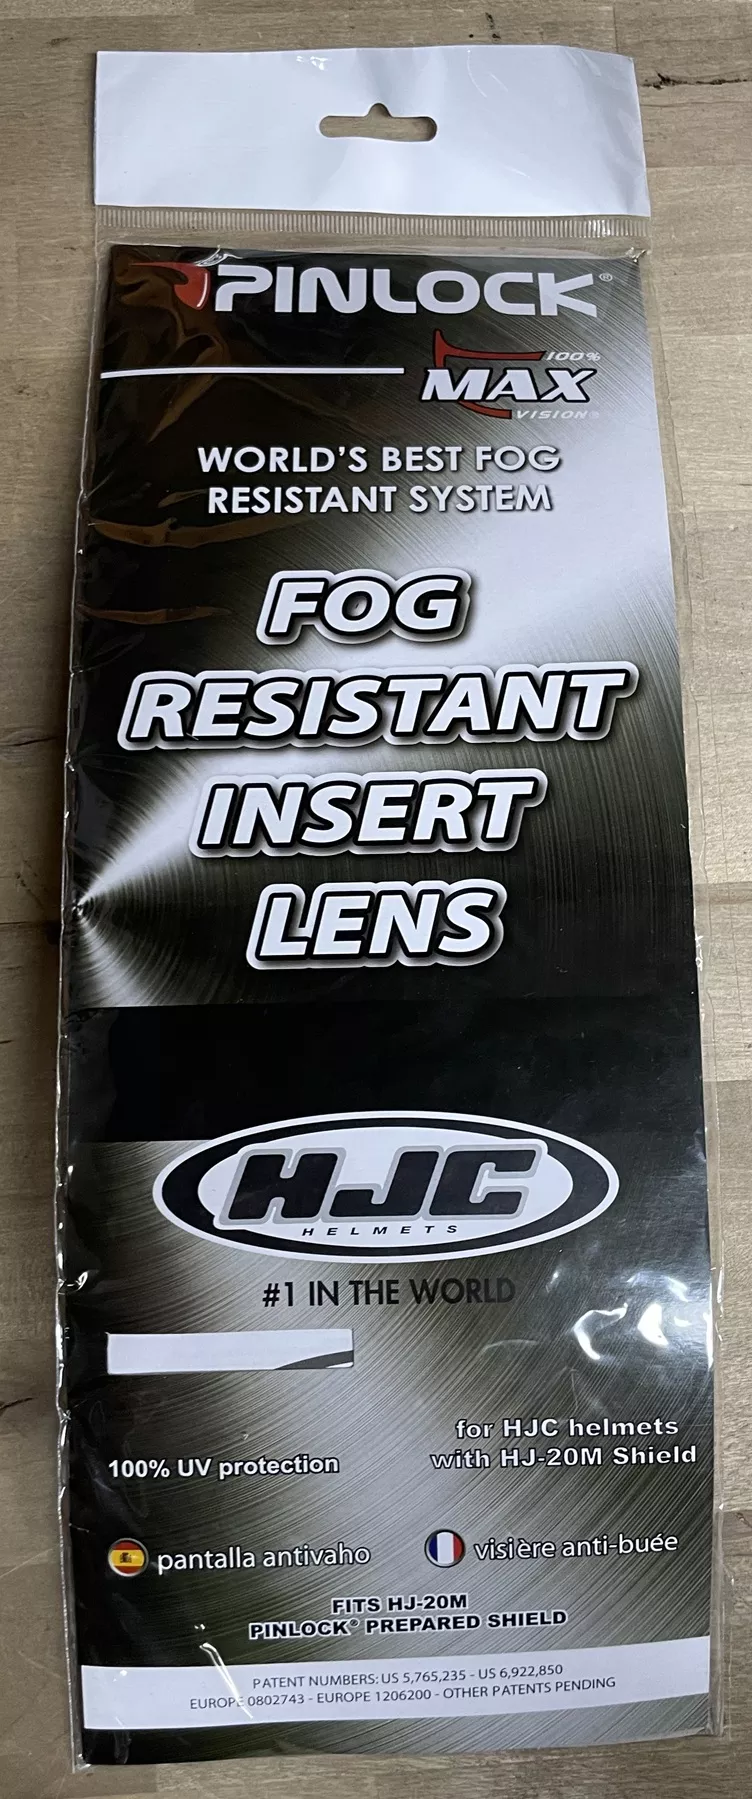 PINLOCK®
100%
MAX
VISION®
WORLD'S BEST FOG
RESISTANT SYSTEM
FOG
RESISTANT
INSERT
LENS
HJC
HELMETS
#1 IN THE WORLD
for HJC helmets
with HJ-20M Shield
100% UV protection
pantalla antivaho
visière anti-buée
FITS HJ-20M
PINLOCK® PREPARED SHIELD
PATENT NUMBERS: US 5,765,235 - US 6,922,850
EUROPE 0802743 - EUROPE 1206200 - OTHER PATENTS PENDING